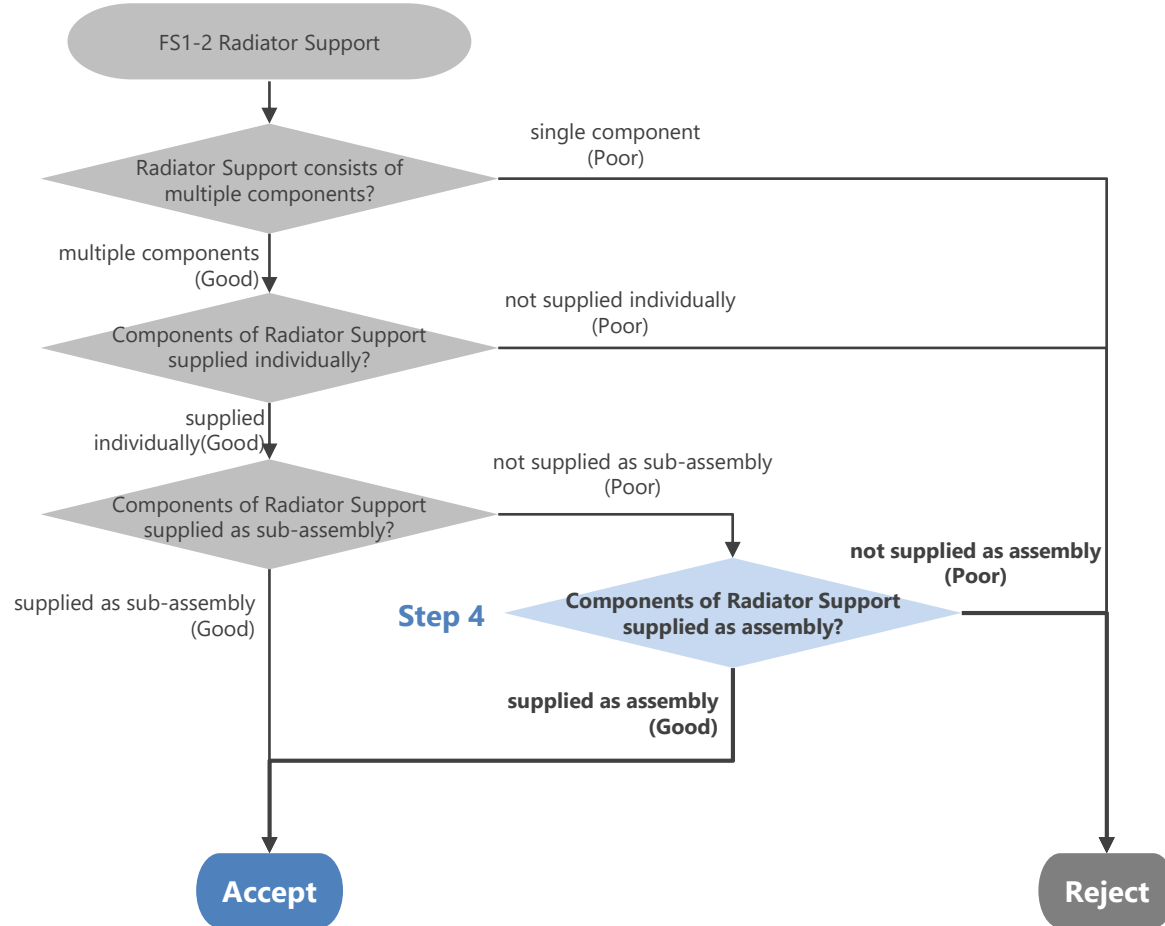 FS1-2 Radiator Support
single component
(Poor)
Radiator Support consists of
multiple components?
multiple components
(Good)
not supplied individually
(Poor)
Components of Radiator Support
supplied individually?
supplied
individually(Good)
not supplied as sub-assembly
(Poor)
Components of Radiator Support
supplied as sub-assembly?
not supplied as assembly
(Poor)
supplied as sub-assembly
(Good)
Step 4
Components of Radiator Support
supplied as assembly?
supplied as assembly
(Good)
Accept
Reject